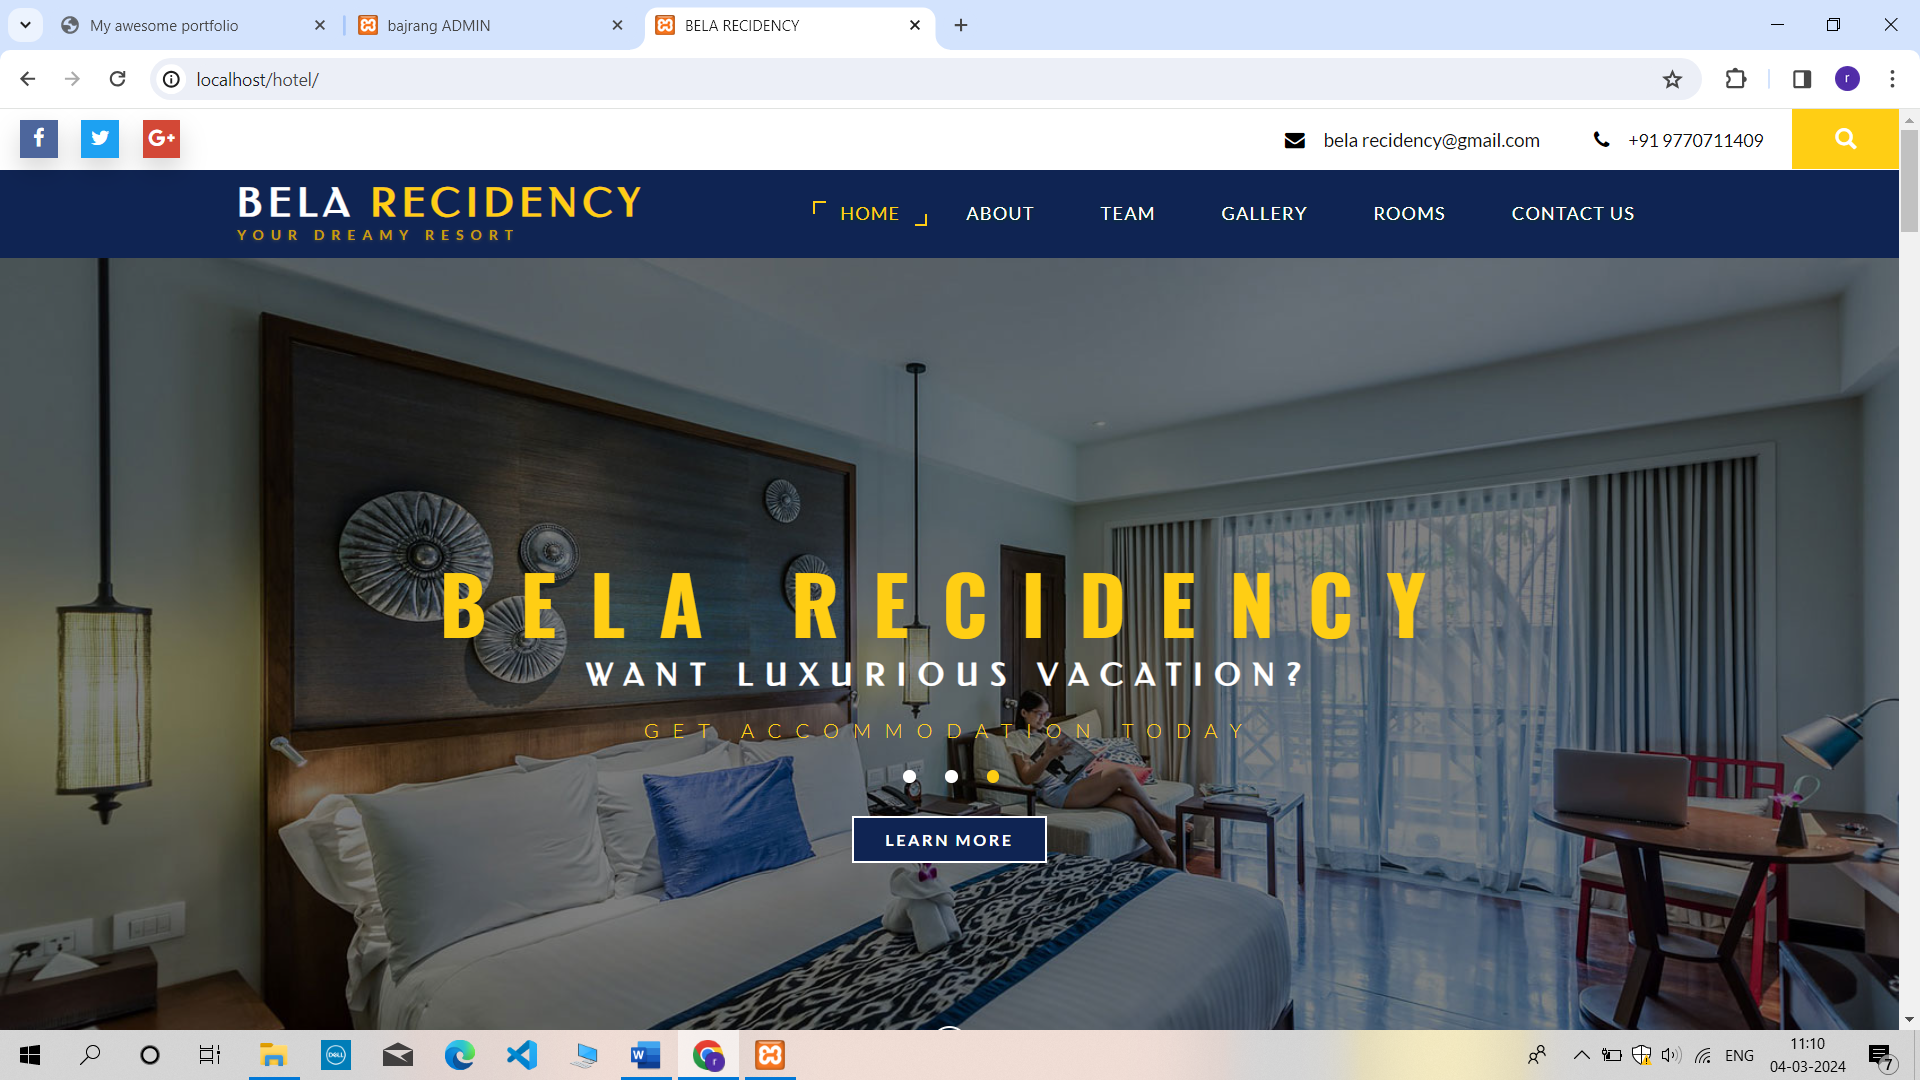 My awesome portfolio
bajrang ADMIN
BELA RECIDENCY
localhost/hotel/
r
f
G+
bela recidency@gmail.com
+91 9770711409
BELA RECIDENCY
YOUR DREAMY RESORT
HOME
ABOUT
TEAM
GALLERY
ROOMS
CONTACT US
BELA RECIDENCY
WANT LUXURIOUS VACATION?
GET ACCOMMODATION TODAY
LEARN MORE
DELL
W
r
ENG
11:10
04-03-2024
7